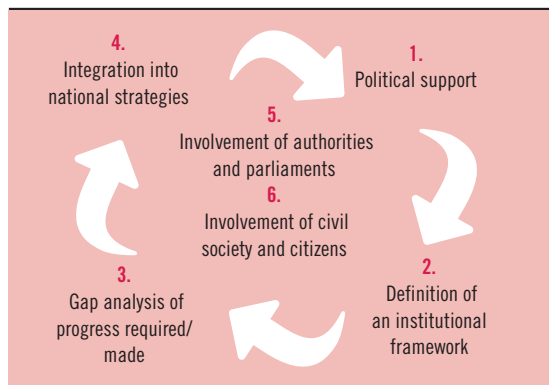 4.
Integration into
national strategies
1.
Political support
5.
Involvement of authorities
and parliaments
6.
Involvement of civil
society and citizens
3.
Gap analysis of
progress required/
made
2.
Definition of
an institutional
framework